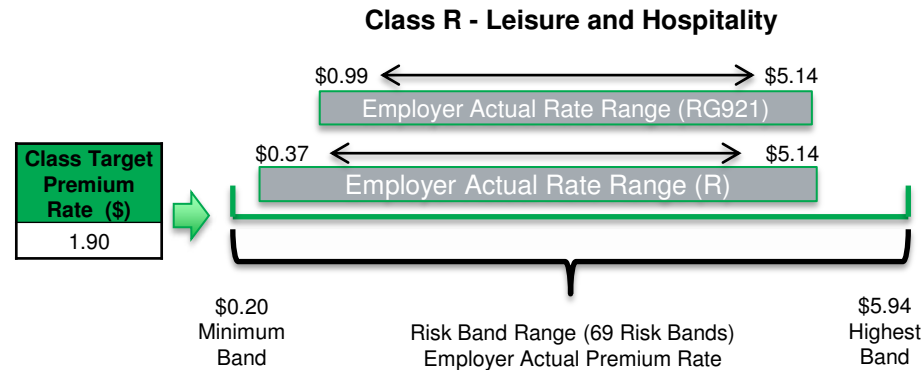 Class R - Leisure and Hospitality
$0.99 $5.14
Employer Actual Rate Range (RG921)
$0.37 $5.14
Employer Actual Rate Range (R)
Class Target
Premium
Rate ($)
1.90
$0.20
Minimum
Band
Risk Band Range (69 Risk Bands)
Employer Actual Premium Rate
$5.94
Highest
Band